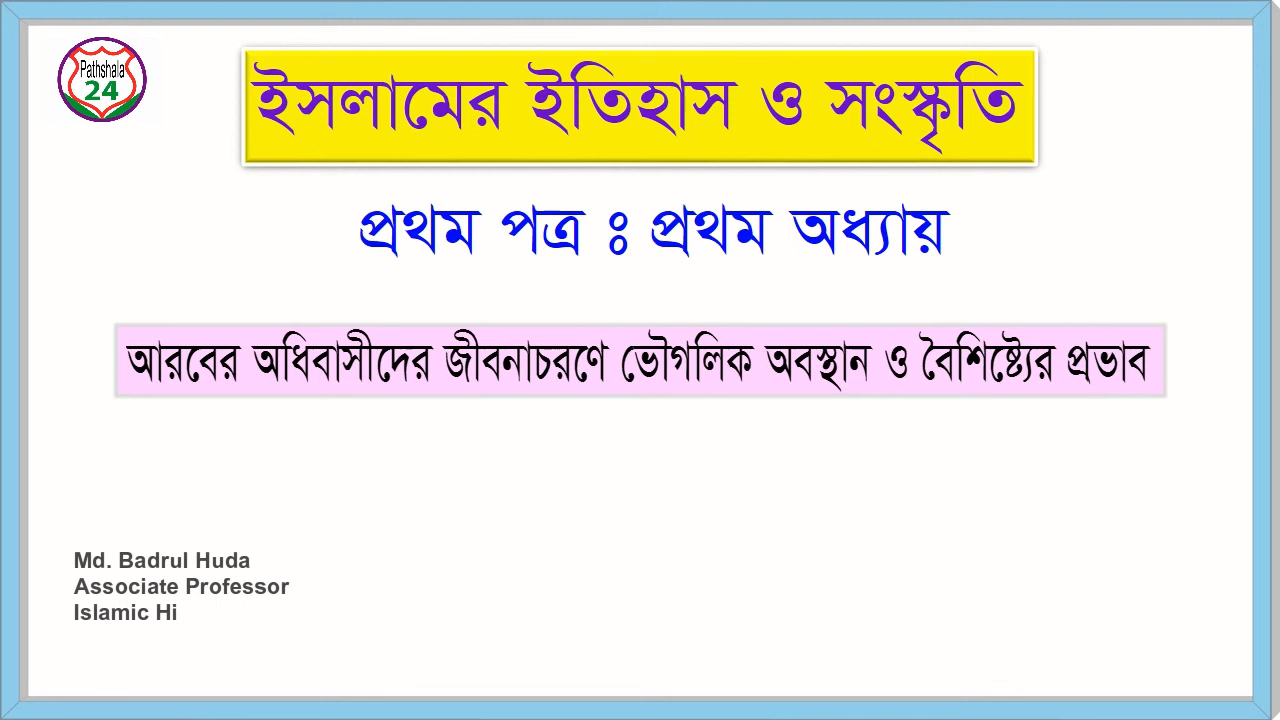 Pathshala
24
ইসলামের ইতিহাস ও সংস্কৃতি
প্রথম পত্র ঃ প্রথম অধ্যায়
আরবের অধিবাসীদের জীবনাচরণে ভৌগলিক অবস্থান ও বৈশিষ্ট্যের প্রভাব
Md. Badrul Huda
Associate Professor
Islamic Hi